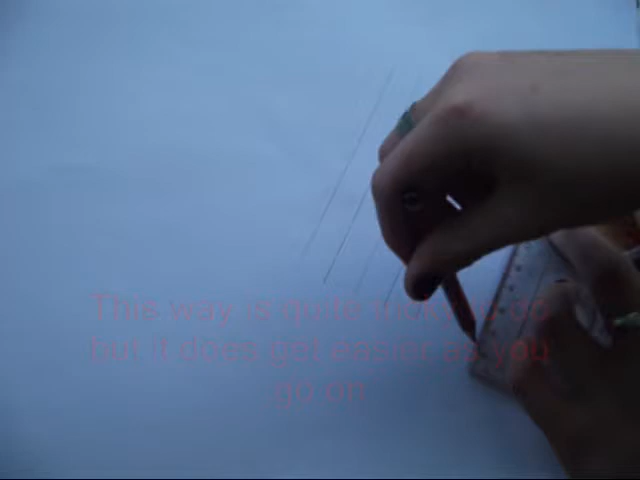 This way is quite tricky to do
but it does get easier as you
go on